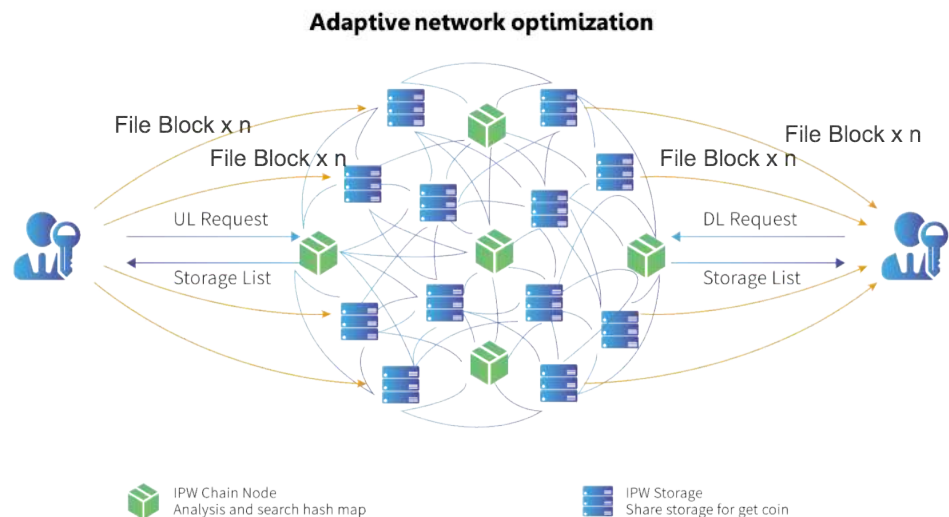 Adaptive network optimization
File Block x n
File Block x n
File Block x n
File Block x n
UL Request
Storage List
DL Request
Storage List
IPW Chain Node
Analysis and search hash map
IPW Storage
Share storage for get coin